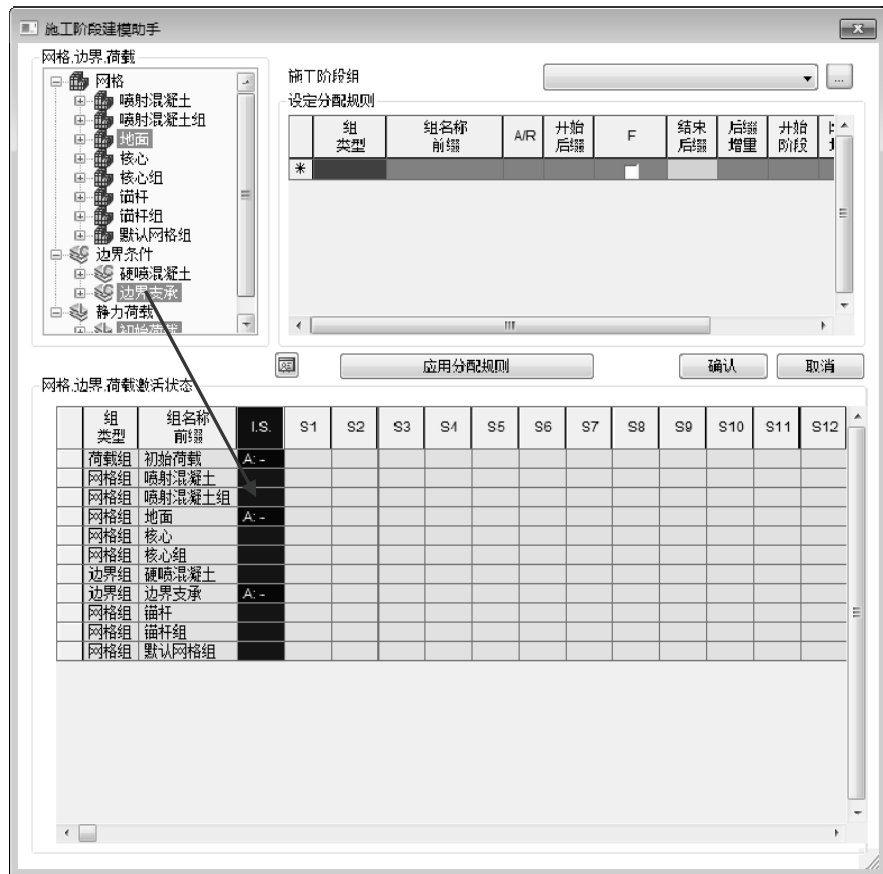 施工阶段建模助手
网格.边界.荷载
网格
喷射混凝土
喷射混凝土组
地面
核心
核心组
锚杆
锚杆组
默认网格组
边界条件
硬喷混凝土
边界支承
静力荷载
初始荷载
施工阶段组
...
设定分配规则
组类型 组名称前缀 A/R 开始后缀 F 结束后缀 后缀增量 开始阶段
*
应用分配规则 确认 取消
网格.边界.荷载激活状态
组类型 组名称前缀 I.S. S1 S2 S3 S4 S5 S6 S7 S8 S9 S10 S11 S12
荷载组 初始荷载 A: -
网格组 喷射混凝土
网格组 喷射混凝土组
网格组 地面 A: -
网格组 核心
网格组 核心组
边界组 硬喷混凝土
边界组 边界支承 A: -
网格组 锚杆
网格组 锚杆组
网格组 默认网格组